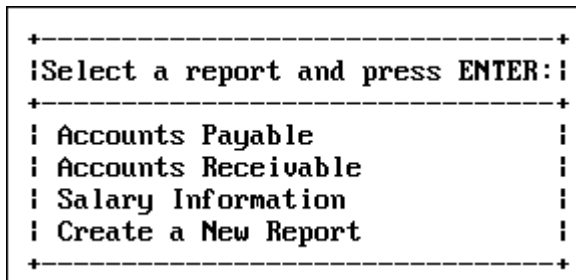 Select a report and press ENTER:
Accounts Payable
Accounts Receivable
Salary Information
Create a New Report